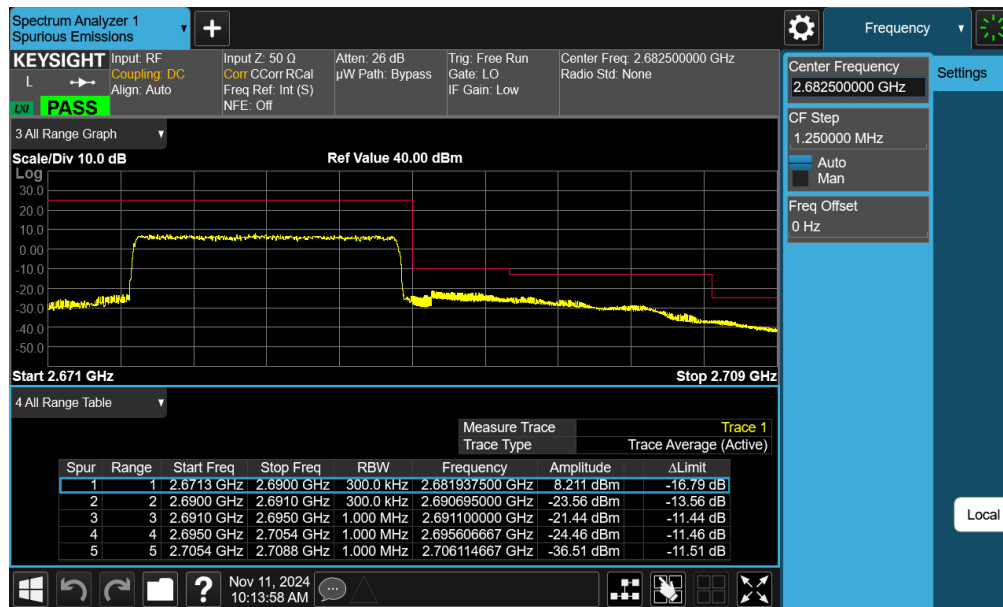 Spectrum Analyzer 1
Spurious Emissions
+
Frequency
KEYSIGHT
L
LXI PASS
Input: RF
Coupling: DC
Align: Auto
Input Z: 50 Ω
Corr CCorr RCal
Freq Ref: Int (S)
NFE: Off
Atten: 26 dB
µW Path: Bypass
Trig: Free Run
Gate: LO
IF Gain: Low
Center Freq: 2.682500000 GHz
Radio Std: None
Center Frequency
2.682500000 GHz
Settings
CF Step
1.250000 MHz
Auto
Man
Freq Offset
0 Hz
Local
3 All Range Graph
Scale/Div 10.0 dB Ref Value 40.00 dBm
Log
30.0
20.0
10.0
0.00
-10.0
-20.0
-30.0
-40.0
-50.0
Start 2.671 GHz Stop 2.709 GHz
4 All Range Table
Measure Trace Trace 1
Trace Type Trace Average (Active)
Spur Range Start Freq Stop Freq RBW Frequency Amplitude ΔLimit
1 1 2.6713 GHz 2.6900 GHz 300.0 kHz 2.681937500 GHz 8.211 dBm -16.79 dB
2 2 2.6900 GHz 2.6910 GHz 300.0 kHz 2.690695000 GHz -23.56 dBm -13.56 dB
3 3 2.6910 GHz 2.6950 GHz 1.000 MHz 2.691100000 GHz -21.44 dBm -11.44 dB
4 4 2.6950 GHz 2.7054 GHz 1.000 MHz 2.695606667 GHz -24.46 dBm -11.46 dB
5 5 2.7054 GHz 2.7088 GHz 1.000 MHz 2.706114667 GHz -36.51 dBm -11.51 dB
?
Nov 11, 2024
10:13:58 AM